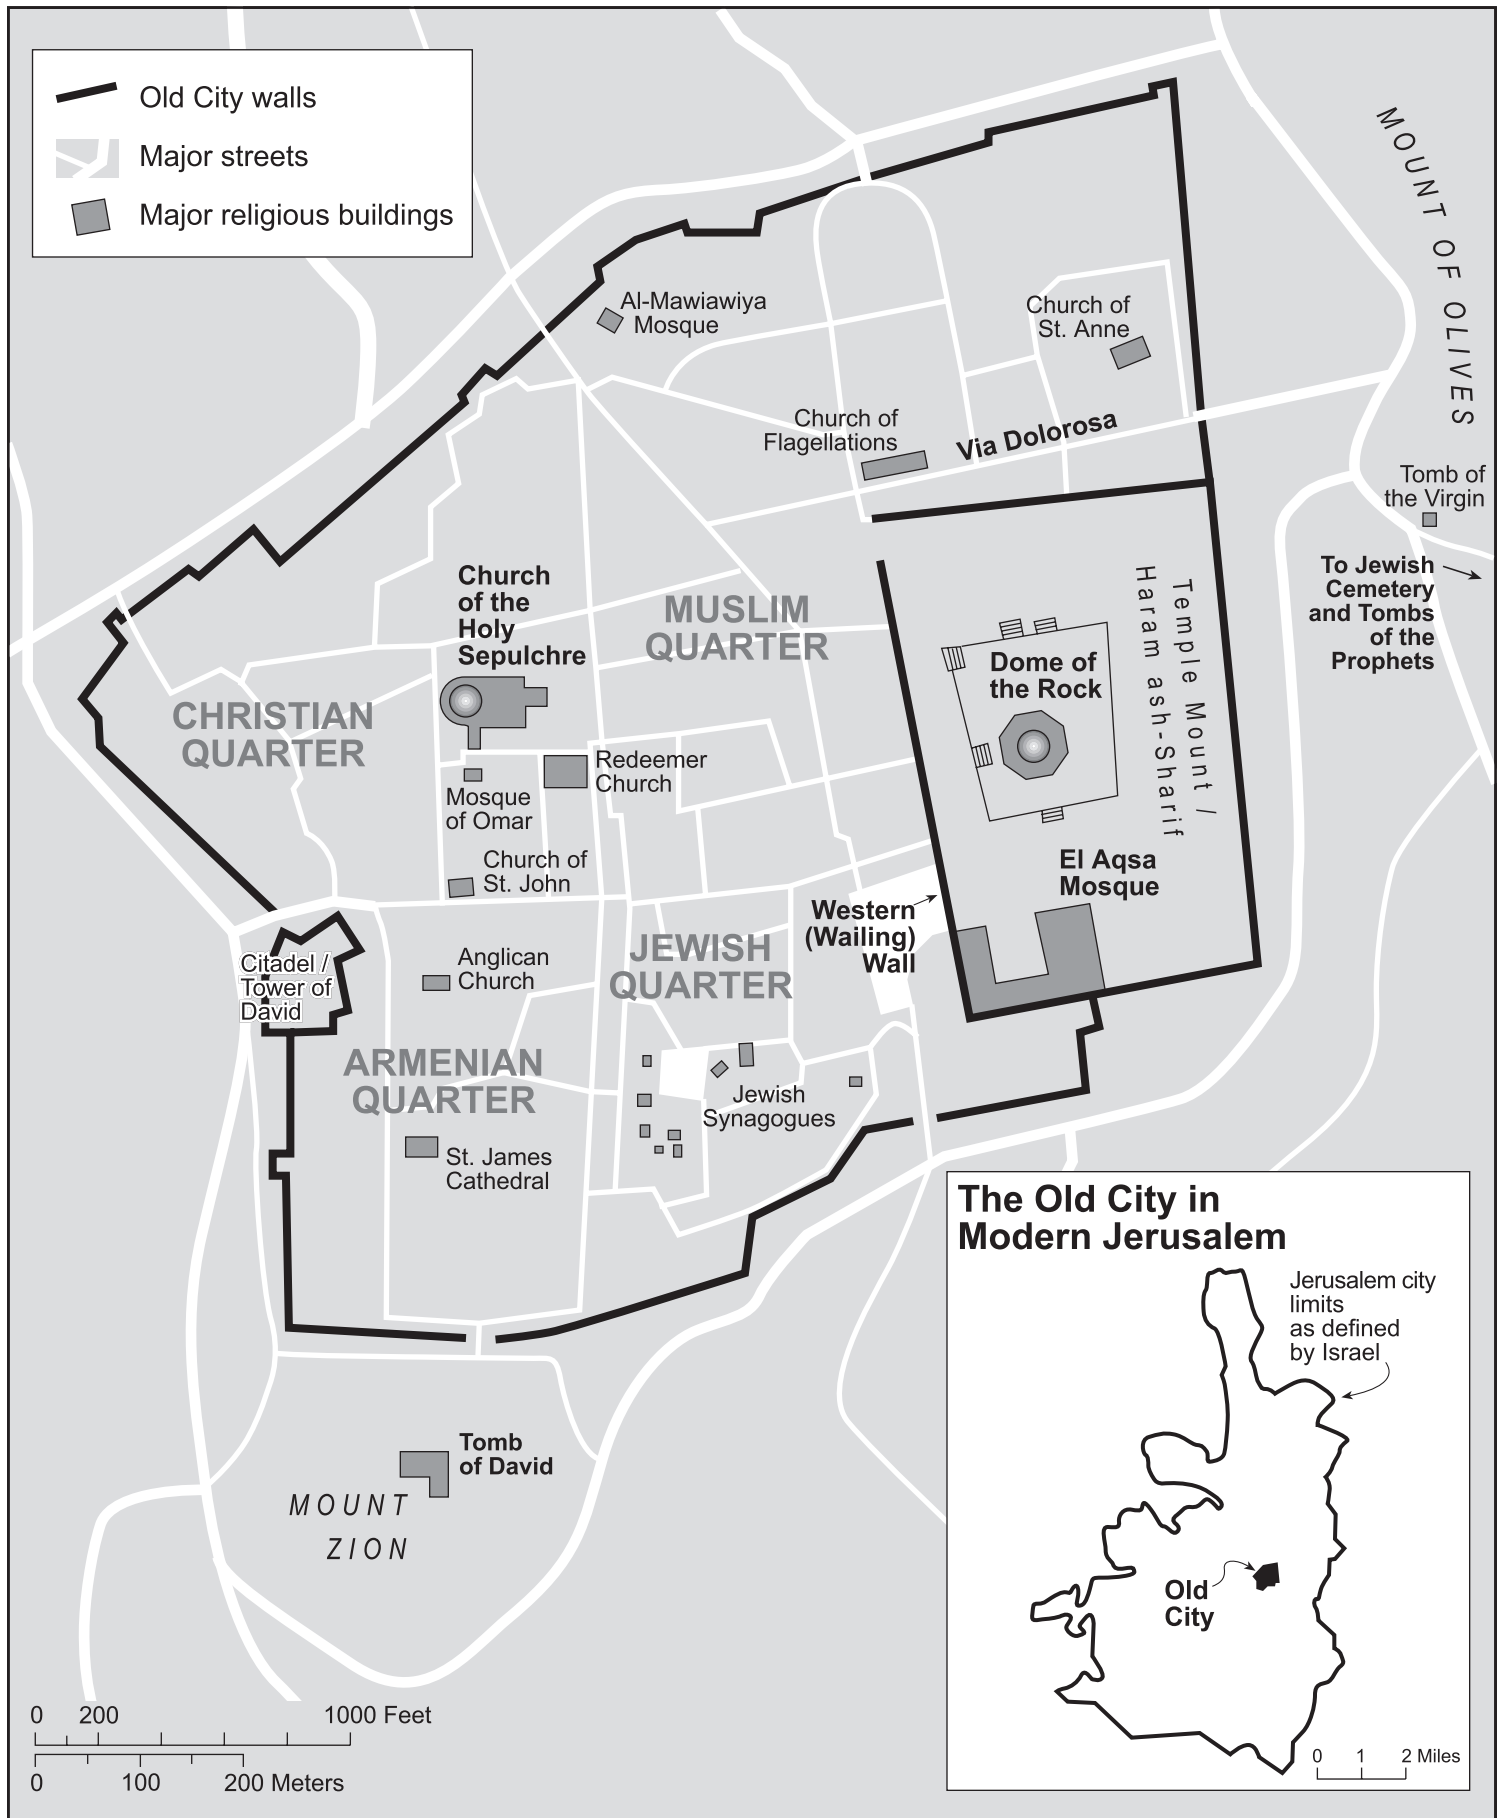 Old City walls
Major streets
Major religious buildings
MOUNT OF OLIVES
Al-Mawiawiya
Mosque
Church of
St. Anne
Church of
Flagellations
Via Dolorosa
Tomb of
the Virgin
To Jewish
Cemetery
and Tombs
of the
Prophets
Church
of the
Holy
Sepulchre
MUSLIM
QUARTER
Temple Mount /
Haram ash-Sharif
Dome of
the Rock
CHRISTIAN
QUARTER
Redeemer
Church
Mosque
of Omar
Church of
St. John
El Aqsa
Mosque
Western
(Wailing)
Wall
JEWISH
QUARTER
Anglican
Church
Citadel /
Tower of
David
ARMENIAN
QUARTER
Jewish
Synagogues
St. James
Cathedral
Tomb
of David
MOUNT
ZION
0 200 1000 Feet
0 100 200 Meters
The Old City in
Modern Jerusalem
Jerusalem city
limits
as defined
by Israel
Old
City
0 1 2 Miles